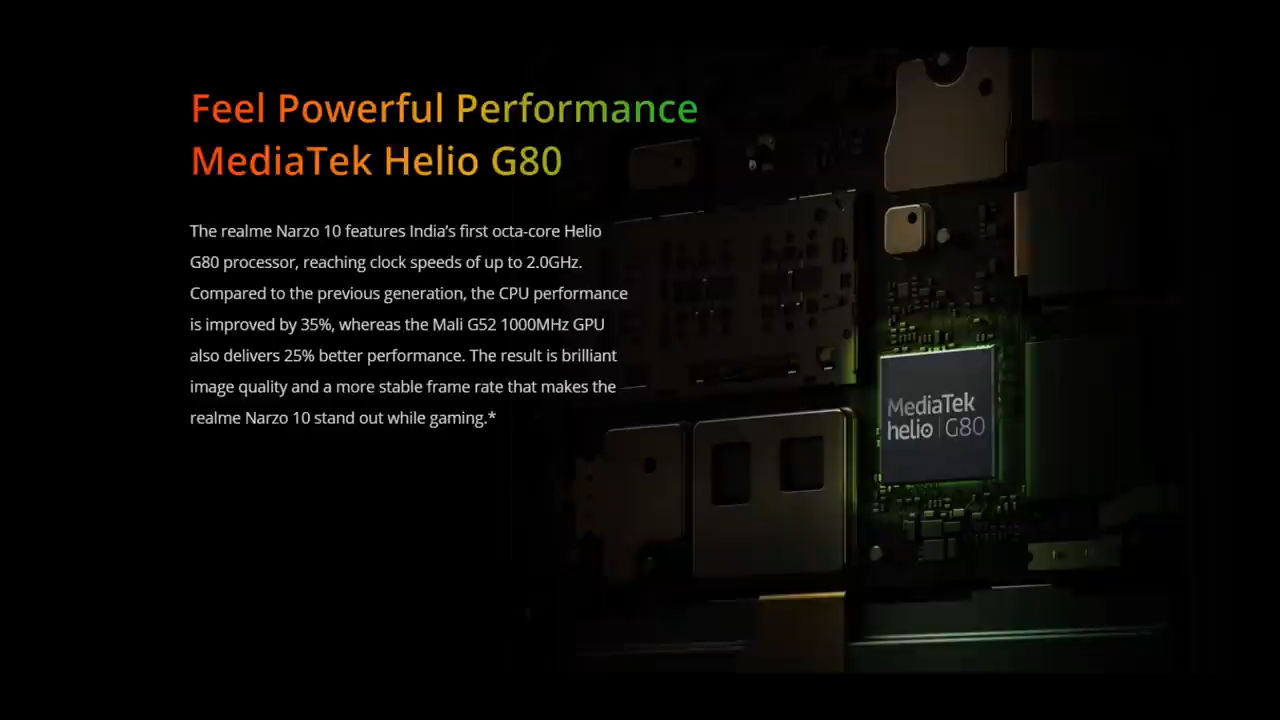 Feel Powerful Performance
MediaTek Helio G80
The realme Narzo 10 features India’s first octa-core Helio
G80 processor, reaching clock speeds of up to 2.0GHz.
Compared to the previous generation, the CPU performance
is improved by 35%, whereas the Mali G52 1000MHz GPU
also delivers 25% better performance. The result is brilliant
image quality and a more stable frame rate that makes the
realme Narzo 10 stand out while gaming.*
MediaTek
helio | G80